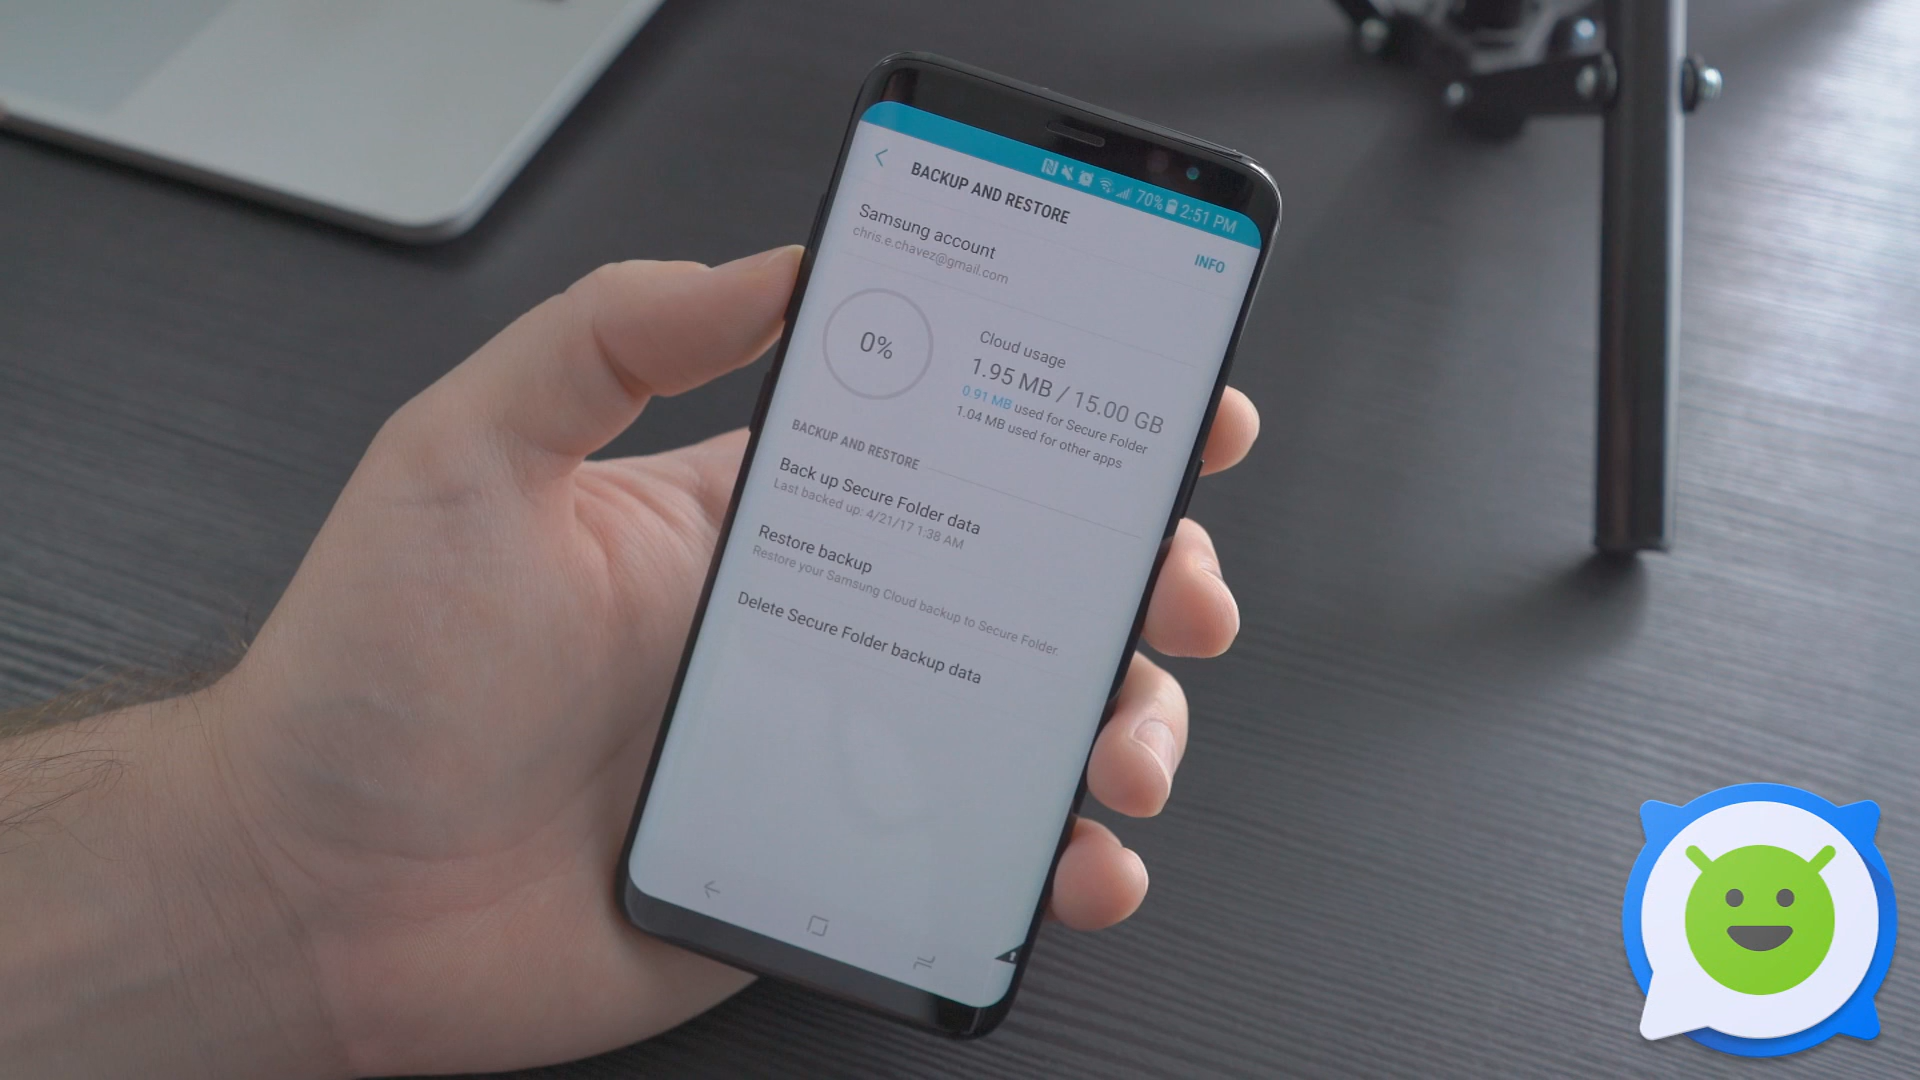 70% 2:51 PM
BACKUP AND RESTORE
Samsung account
chris.e.chavez@gmail.com
INFO
0%
Cloud usage
1.95 MB / 15.00 GB
0.91 MB used for Secure Folder
1.04 MB used for other apps
BACKUP AND RESTORE
Back up Secure Folder data
Last backed up: 4/21/17 1:38 AM
Restore backup
Restore your Samsung Cloud backup to Secure Folder.
Delete Secure Folder backup data